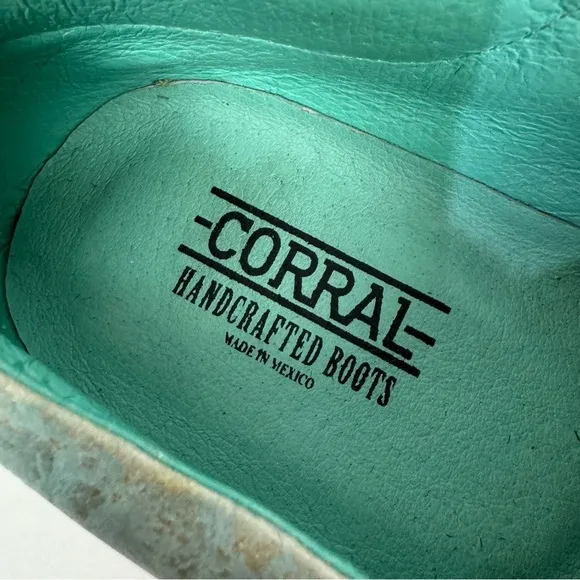 -CORRAL-
HANDCRAFTED BOOTS
MADE IN MEXICO